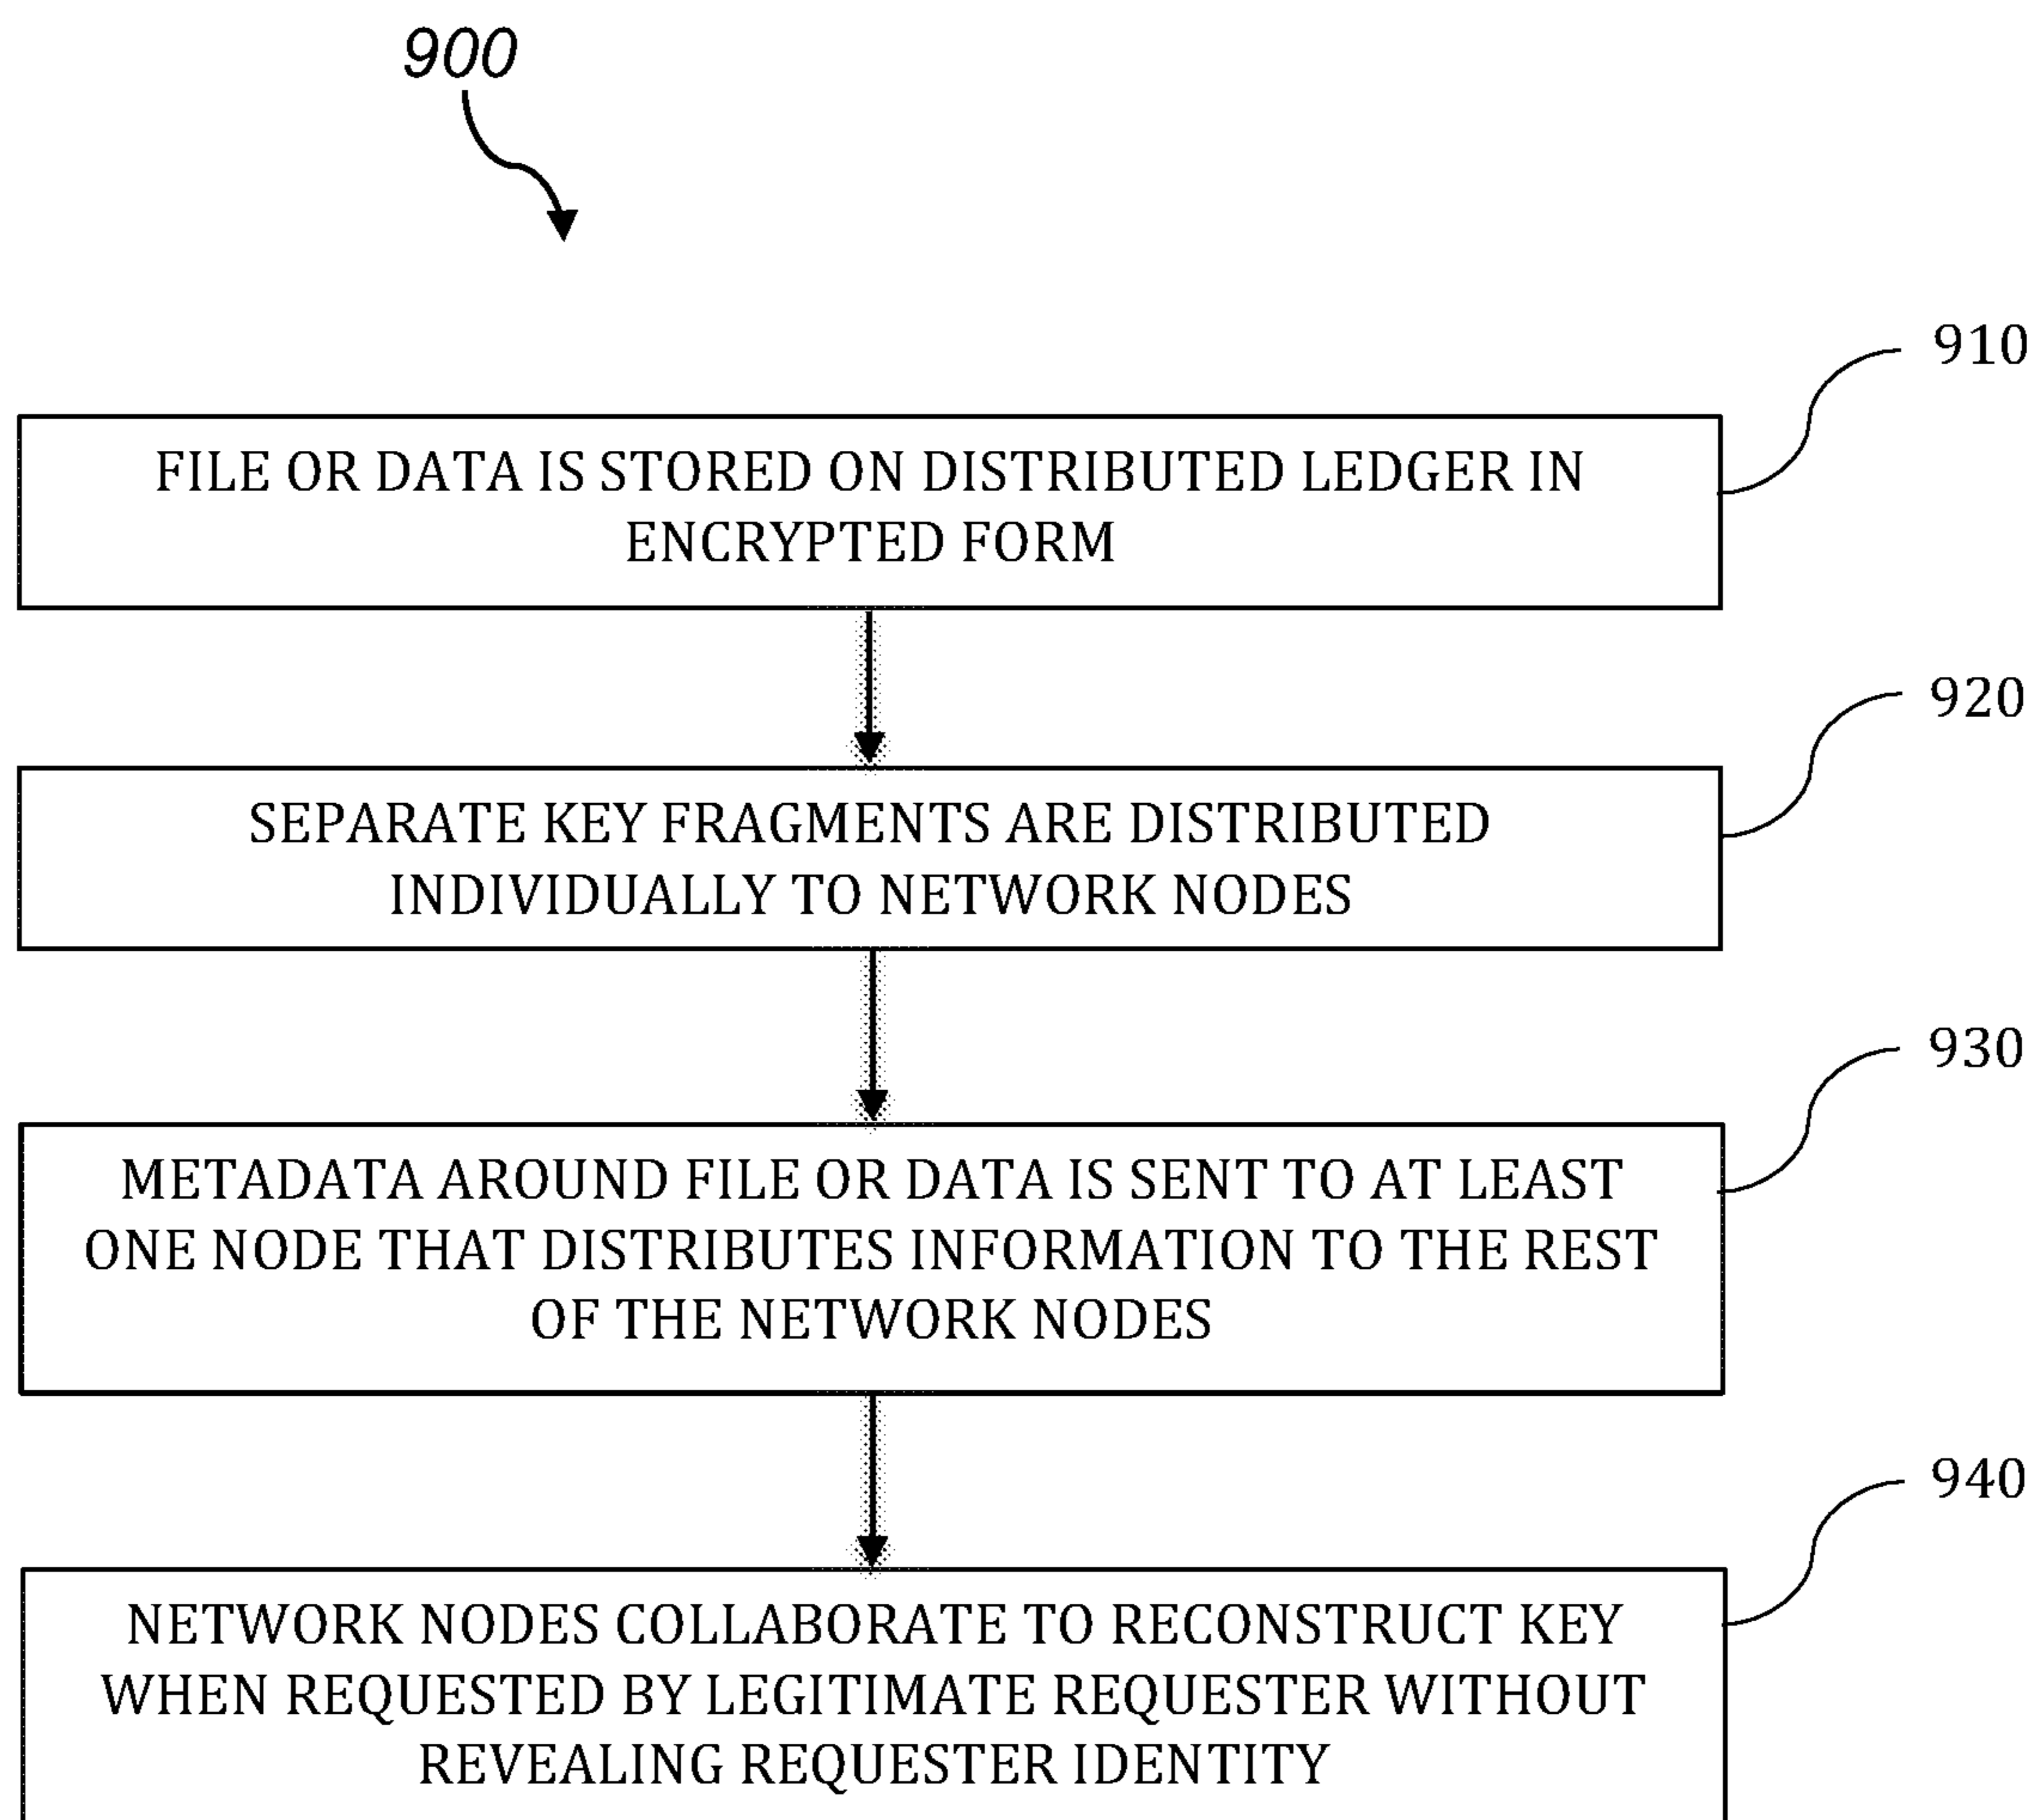 900
910
FILE OR DATA IS STORED ON DISTRIBUTED LEDGER IN
ENCRYPTED FORM
920
SEPARATE KEY FRAGMENTS ARE DISTRIBUTED
INDIVIDUALLY TO NETWORK NODES
930
METADATA AROUND FILE OR DATA IS SENT TO AT LEAST
ONE NODE THAT DISTRIBUTES INFORMATION TO THE REST
OF THE NETWORK NODES
940
NETWORK NODES COLLABORATE TO RECONSTRUCT KEY
WHEN REQUESTED BY LEGITIMATE REQUESTER WITHOUT
REVEALING REQUESTER IDENTITY